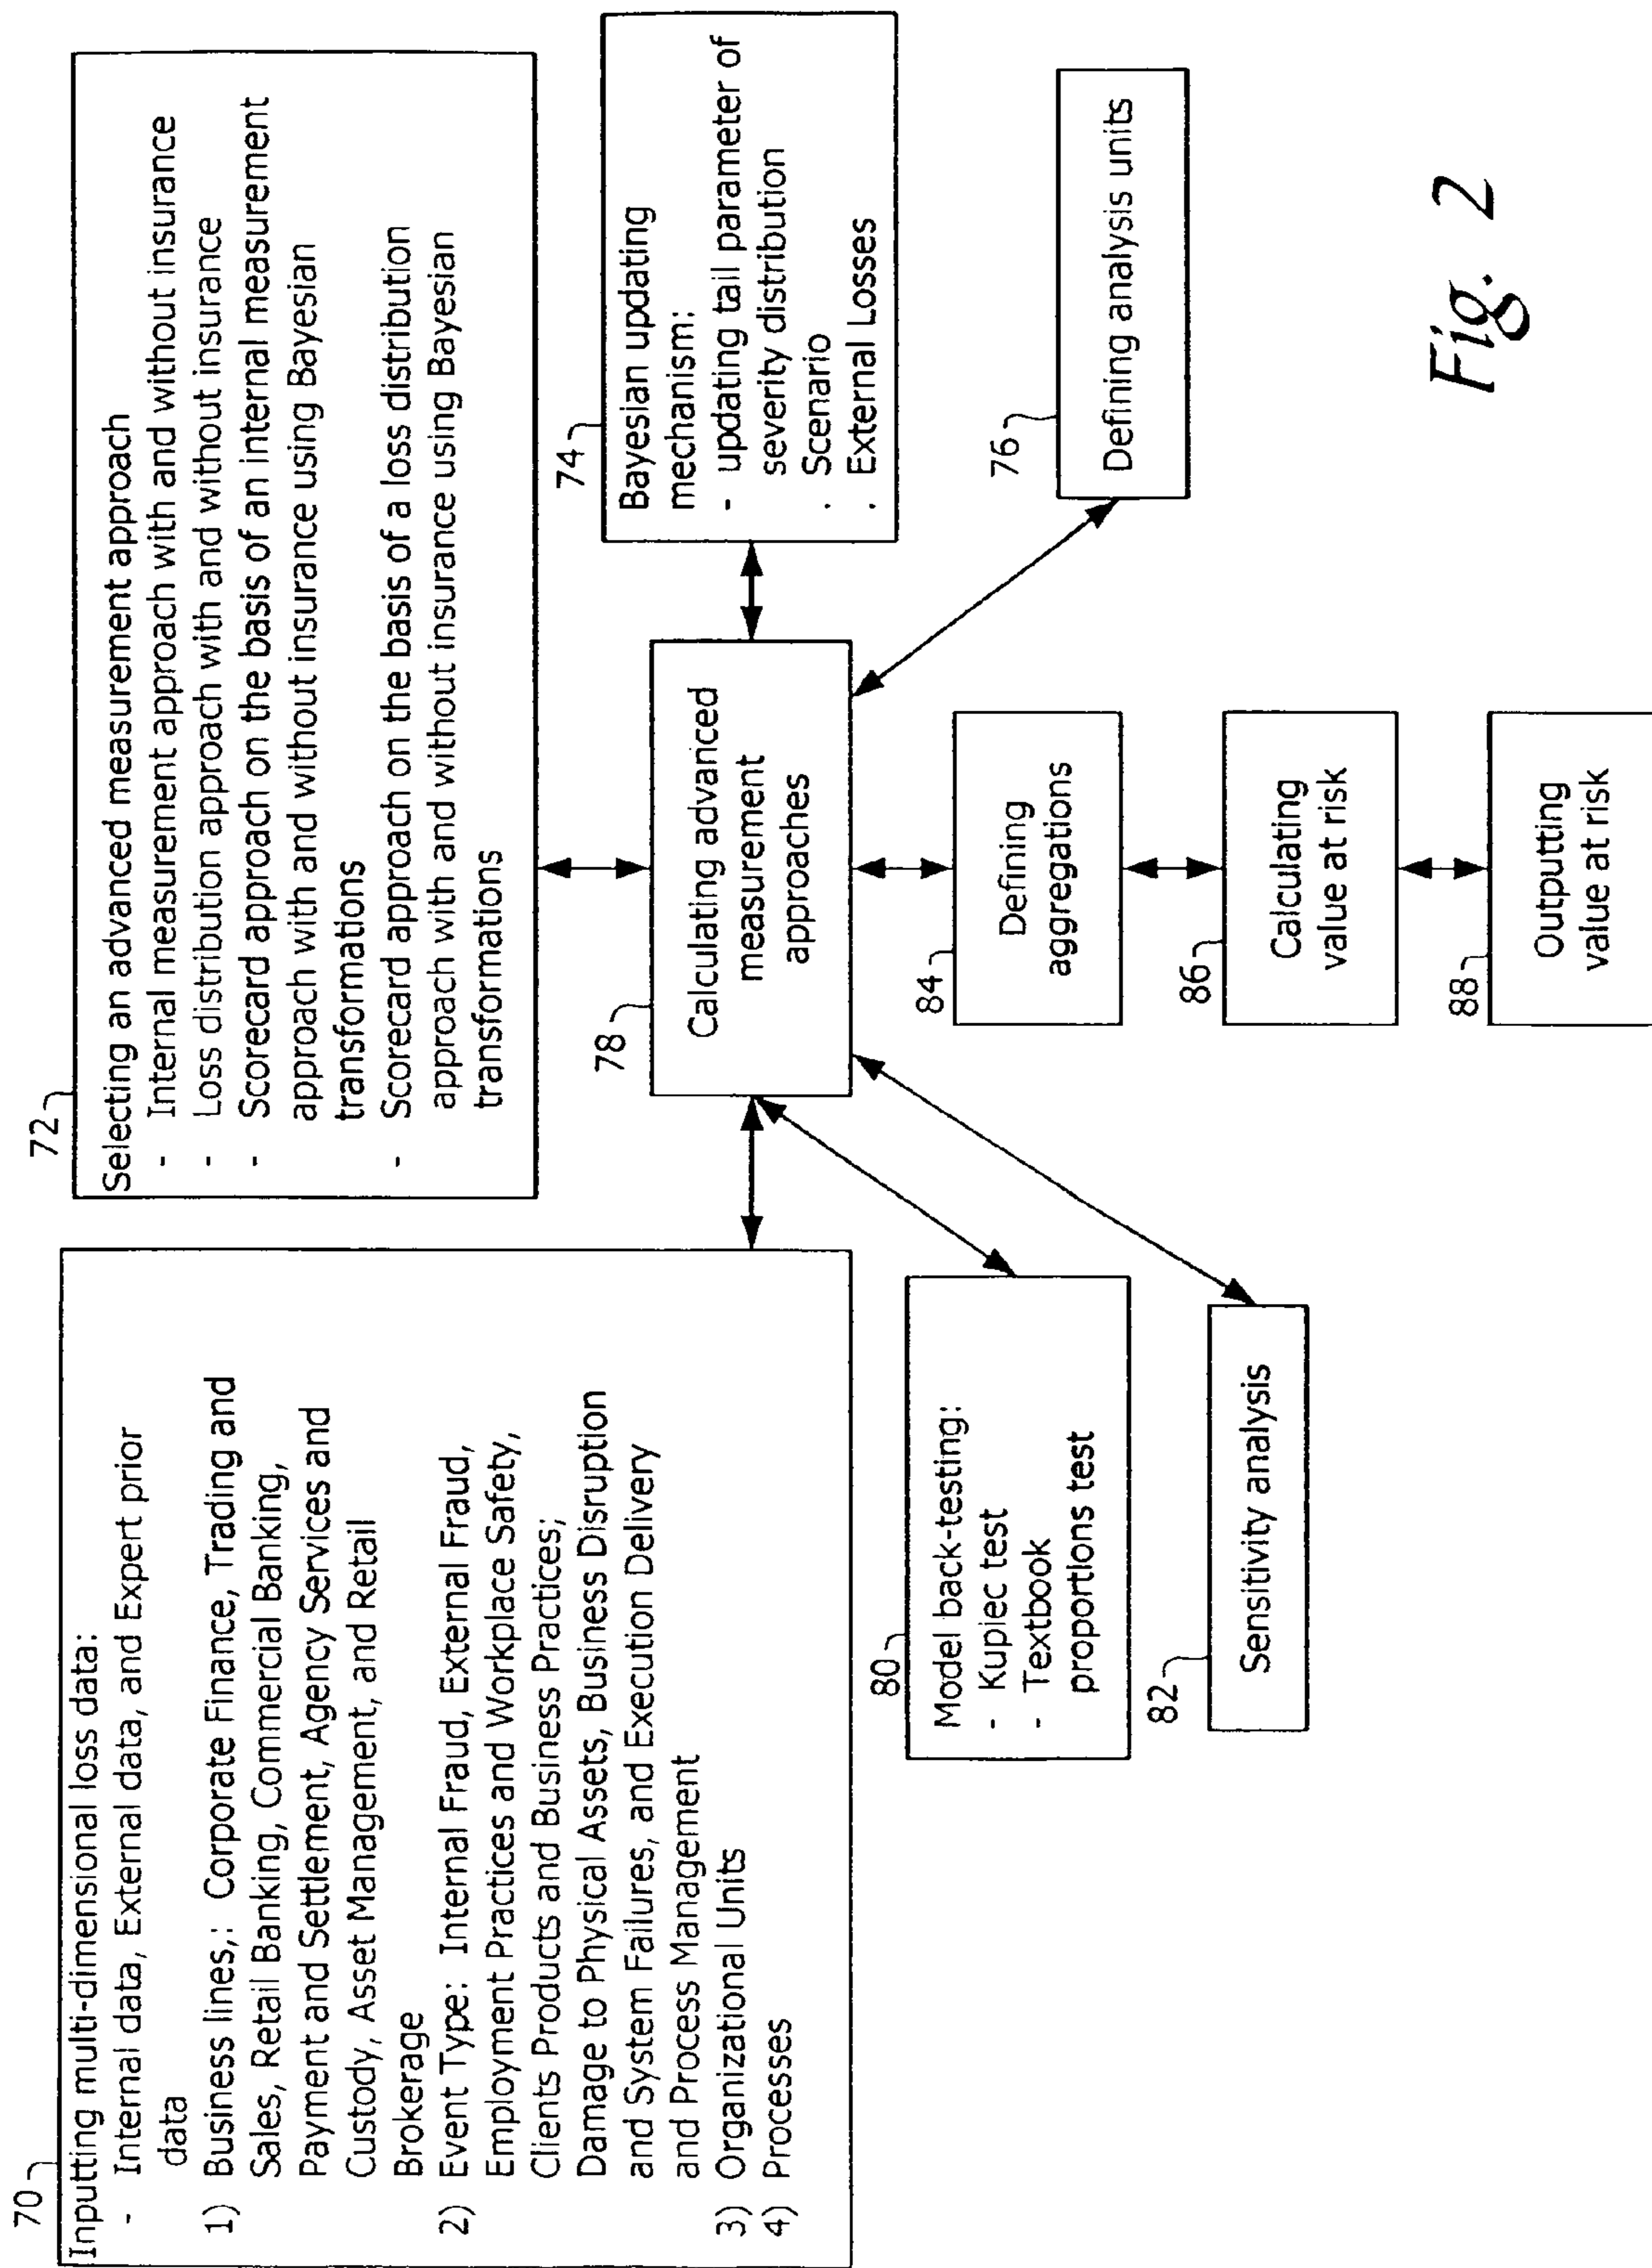 70
Inputting multi-dimensional loss data:
- Internal data, External data, and Expert prior
data
1) Business lines,: Corporate Finance, Trading and
Sales, Retail Banking, Commercial Banking,
Payment and Settlement, Agency Services and
Custody, Asset Management, and Retail
Brokerage
2) Event Type: Internal Fraud, External Fraud,
Employment Practices and Workplace Safety,
Clients Products and Business Practices;
Damage to Physical Assets, Business Disruption
and System Failures, and Execution Delivery
and Process Management
3) Organizational Units
4) Processes
72
Selecting an advanced measurement approach
- Internal measurement approach with and without insurance
- Loss distribution approach with and without insurance
- Scorecard approach on the basis of an internal measurement
approach with and without insurance using Bayesian
transformations
- Scorecard approach on the basis of a loss distribution
approach with and without insurance using Bayesian
transformations
74
Bayesian updating
mechanism:
- updating tail parameter of
severity distribution
. Scenario
. External Losses
78
Calculating advanced
measurement
approaches
76
Defining analysis units
80
Model back-testing:
- Kupiec test
- Textbook
proportions test
82
Sensitivity analysis
84
Defining
aggregations
86
Calculating
value at risk
88
Outputting
value at risk
Fig. 2